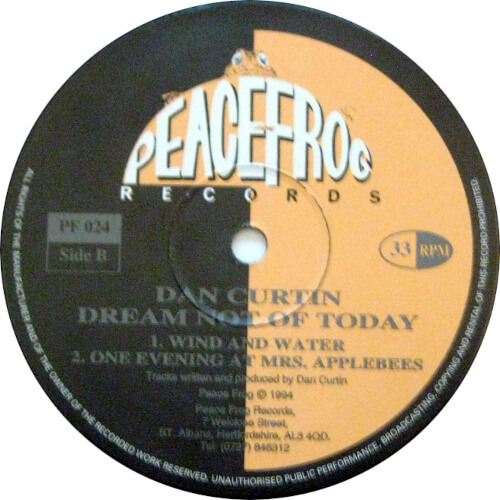 PEACEFROG
RECORDS
PF 024
Side B
33 RPM
DAN CURTIN
DREAM NOT OF TODAY
1. WIND AND WATER
2. ONE EVENING AT MRS. APPLEBEES
Tracks written and produced by Dan Curtin
Peace Frog © 1994
Peace Frog Records,
7 Weloloe Street,
ST. Albans, Hertfordshire, AL3 4QD.
Tel: 846312
ALL RIGHTS OF THE MANUFACTURER AND OF THE OWNER OF THE RECORDED WORK RESERVED. UNAUTHORISED PUBLIC PERFORMANCE, BROADCASTING, COPYING AND RENTAL OF THIS RECORD PROHIBITED.